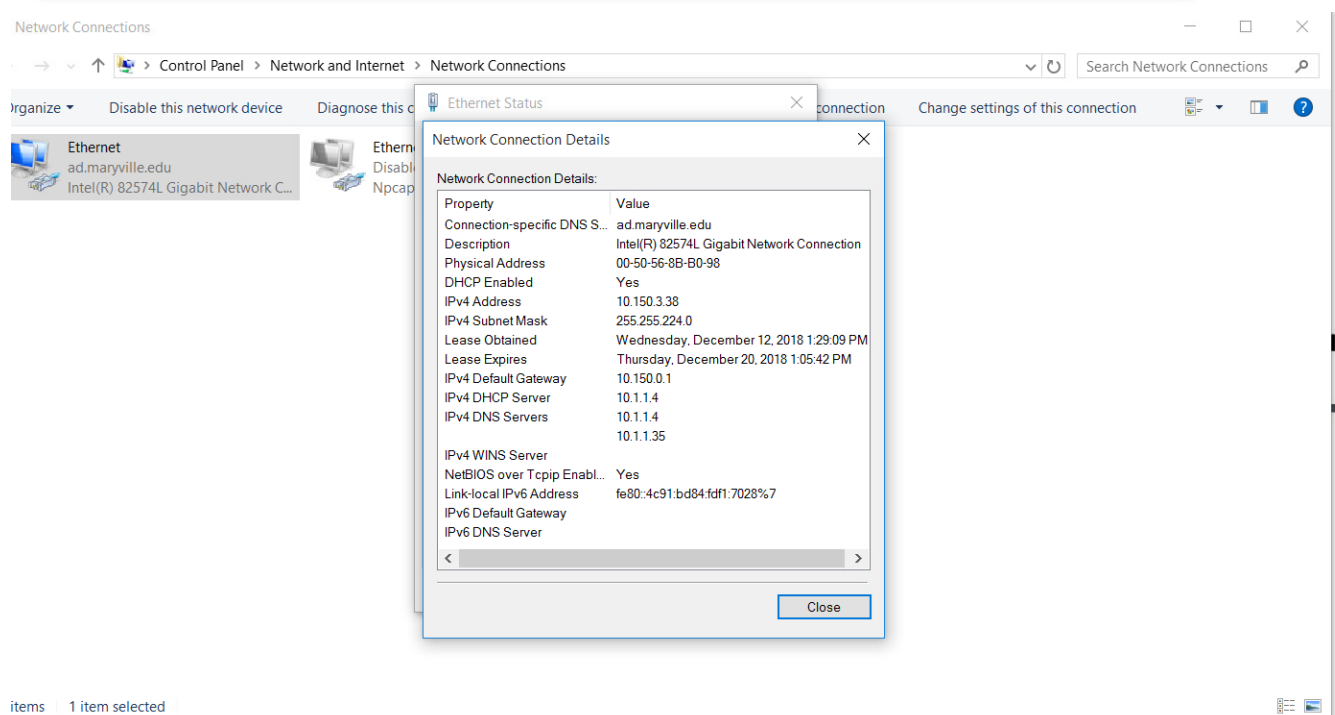 Network Connections
Control Panel > Network and Internet > Network Connections
Search Network Connections
Organize Disable this network device Diagnose this c connection Change settings of this connection
Ethernet Status
Ethernet
ad.maryville.edu
Intel(R) 82574L Gigabit Network C...
Ethern
Disabl
Npcap
Network Connection Details
Network Connection Details:
Property Value
Connection-specific DNS S... ad.maryville.edu
Description Intel(R) 82574L Gigabit Network Connection
Physical Address 00-50-56-8B-B0-98
DHCP Enabled Yes
IPv4 Address 10.150.3.38
IPv4 Subnet Mask 255.255.224.0
Lease Obtained Wednesday, December 12, 2018 1:29:09 PM
Lease Expires Thursday, December 20, 2018 1:05:42 PM
IPv4 Default Gateway 10.150.0.1
IPv4 DHCP Server 10.1.1.4
IPv4 DNS Servers 10.1.1.4
10.1.1.35
IPv4 WINS Server
NetBIOS over Tcpip Enabl... Yes
Link-local IPv6 Address fe80::4c91:bd84:fdf1:7028%7
IPv6 Default Gateway
IPv6 DNS Server
Close
items 1 item selected